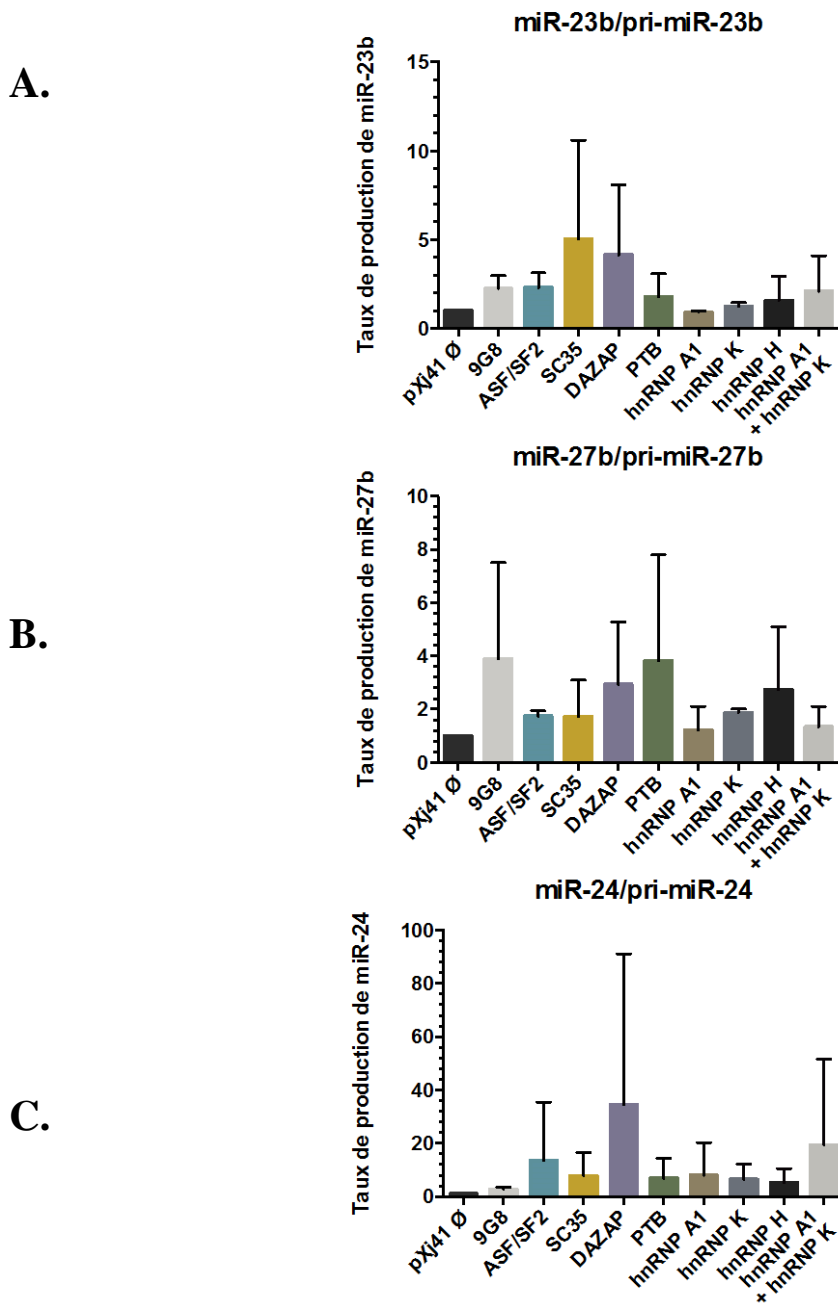 A.
miR-23b/pri-miR-23b
Taux de production de miR-23b
15
10
5
0
pXj41 Ø
9G8
ASF/SF2
SC35
DAZAP
PTB
hnRNP A1
hnRNP K
hnRNP H
hnRNP A1
+ hnRNP K
B.
miR-27b/pri-miR-27b
Taux de production de miR-27b
10
8
6
4
2
0
pXj41 Ø
9G8
ASF/SF2
SC35
DAZAP
PTB
hnRNP A1
hnRNP K
hnRNP H
hnRNP A1
+ hnRNP K
C.
miR-24/pri-miR-24
Taux de production de miR-24
100
80
60
40
20
0
pXj41 Ø
9G8
ASF/SF2
SC35
DAZAP
PTB
hnRNP A1
hnRNP K
hnRNP H
hnRNP A1
+ hnRNP K